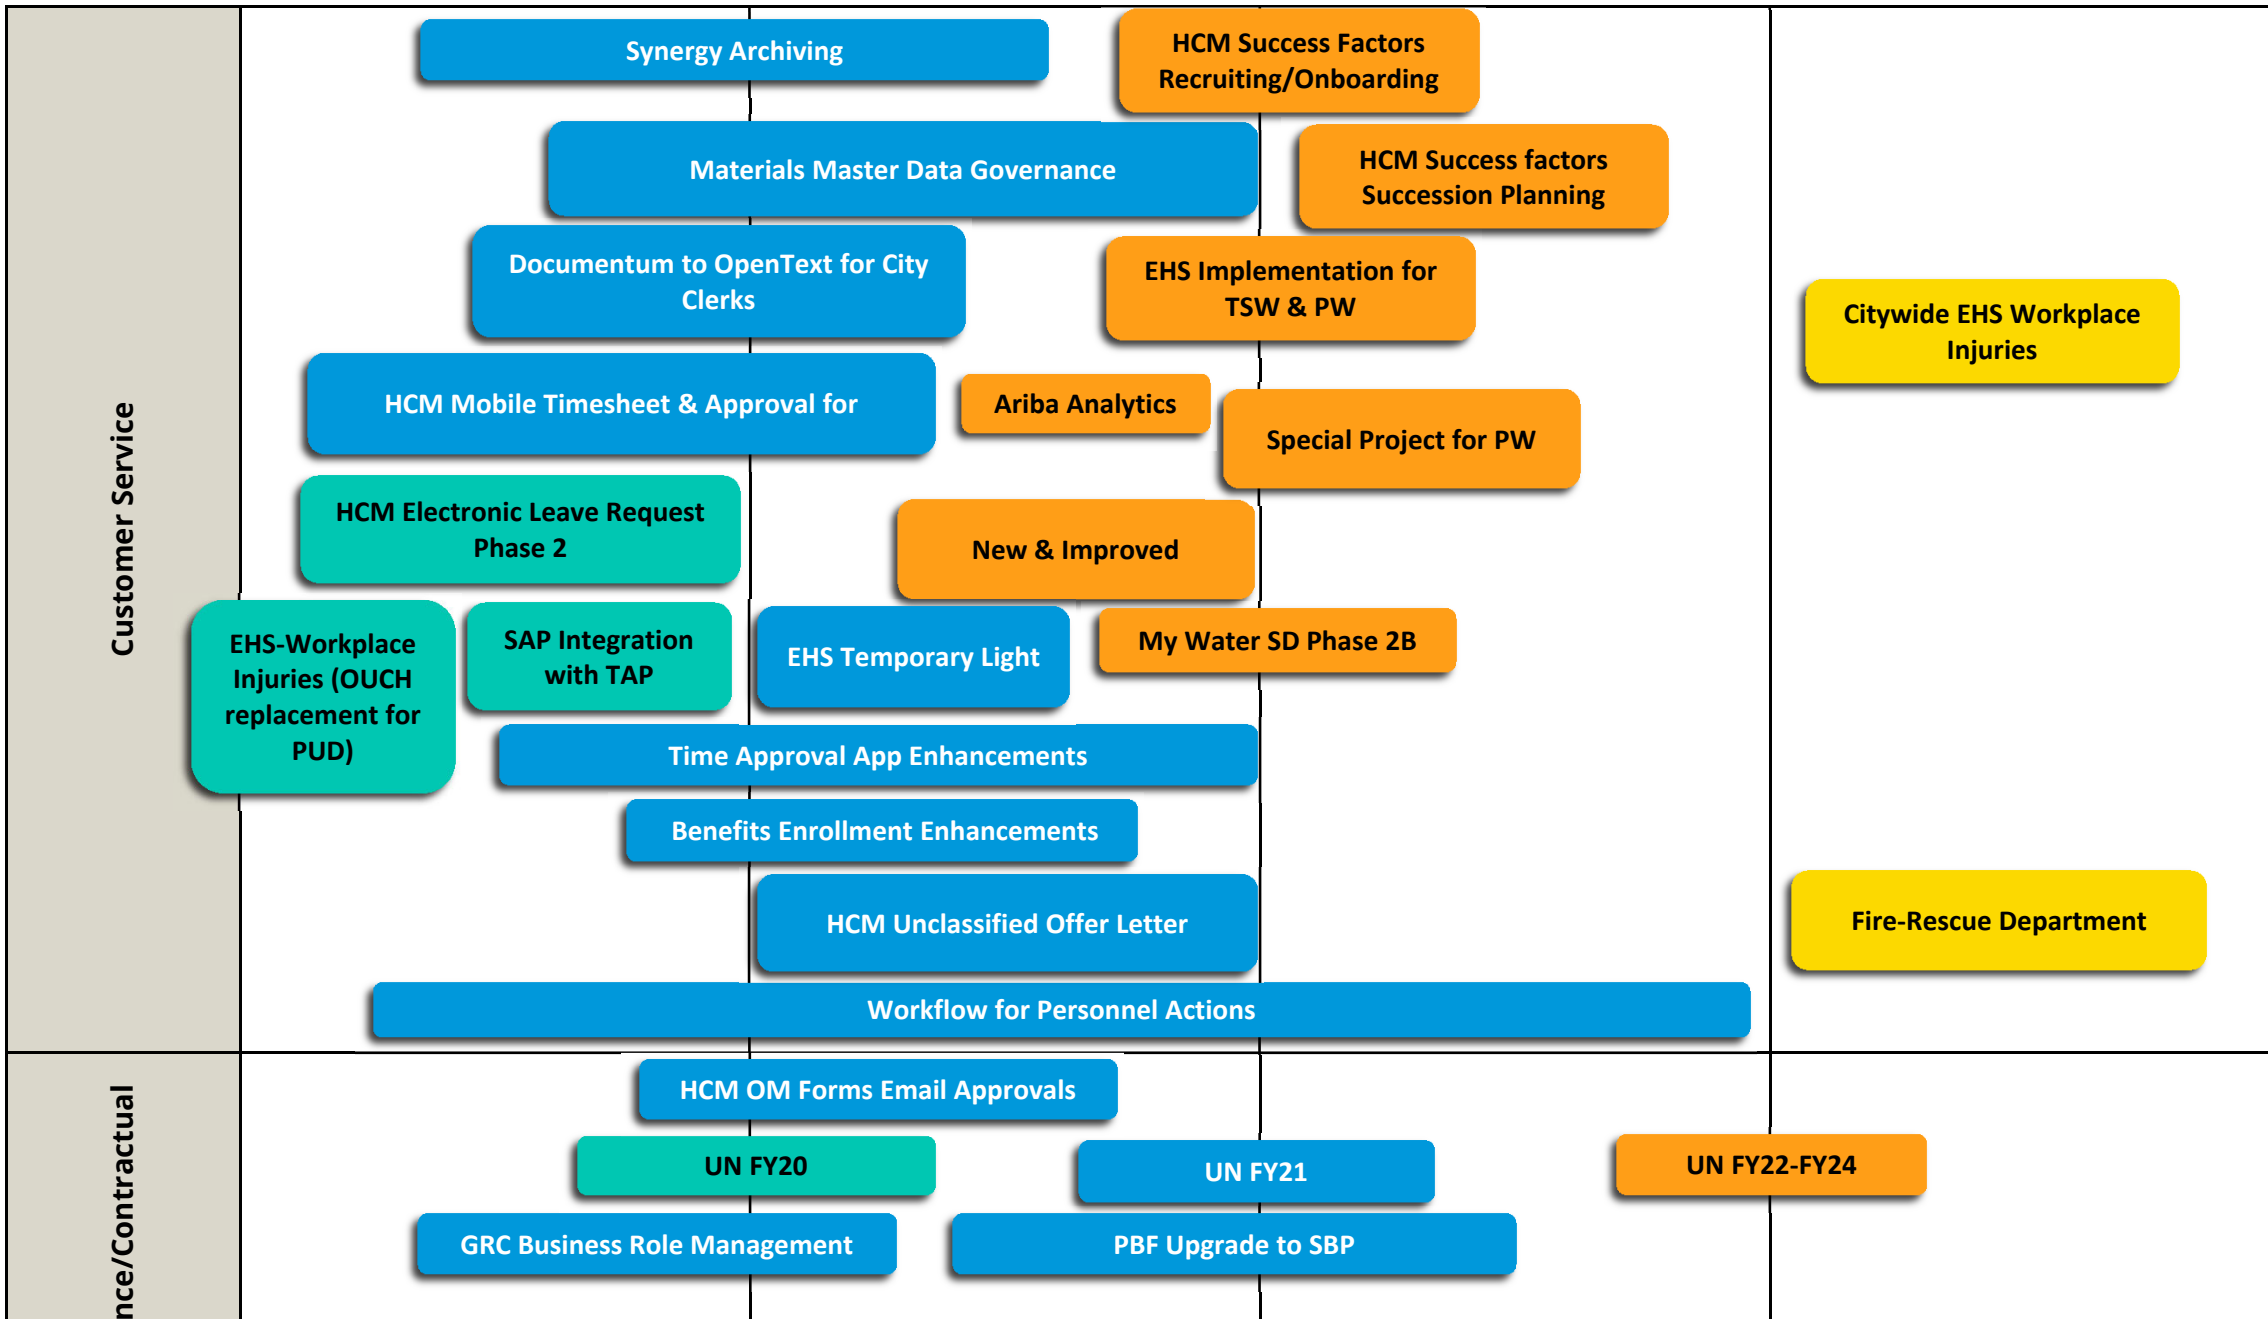 Customer Service
Synergy Archiving
HCM Success Factors
Recruiting/Onboarding
Materials Master Data Governance
HCM Success factors
Succession Planning
Documentum to OpenText for City
Clerks
EHS Implementation for
TSW & PW
Citywide EHS Workplace
Injuries
HCM Mobile Timesheet & Approval for
Ariba Analytics
Special Project for PW
HCM Electronic Leave Request
Phase 2
New & Improved
EHS-Workplace
Injuries (OUCH
replacement for
PUD)
SAP Integration
with TAP
EHS Temporary Light
My Water SD Phase 2B
Time Approval App Enhancements
Benefits Enrollment Enhancements
HCM Unclassified Offer Letter
Fire-Rescue Department
Workflow for Personnel Actions
nce/Contractual
HCM OM Forms Email Approvals
UN FY20
UN FY21
UN FY22-FY24
GRC Business Role Management
PBF Upgrade to SBP